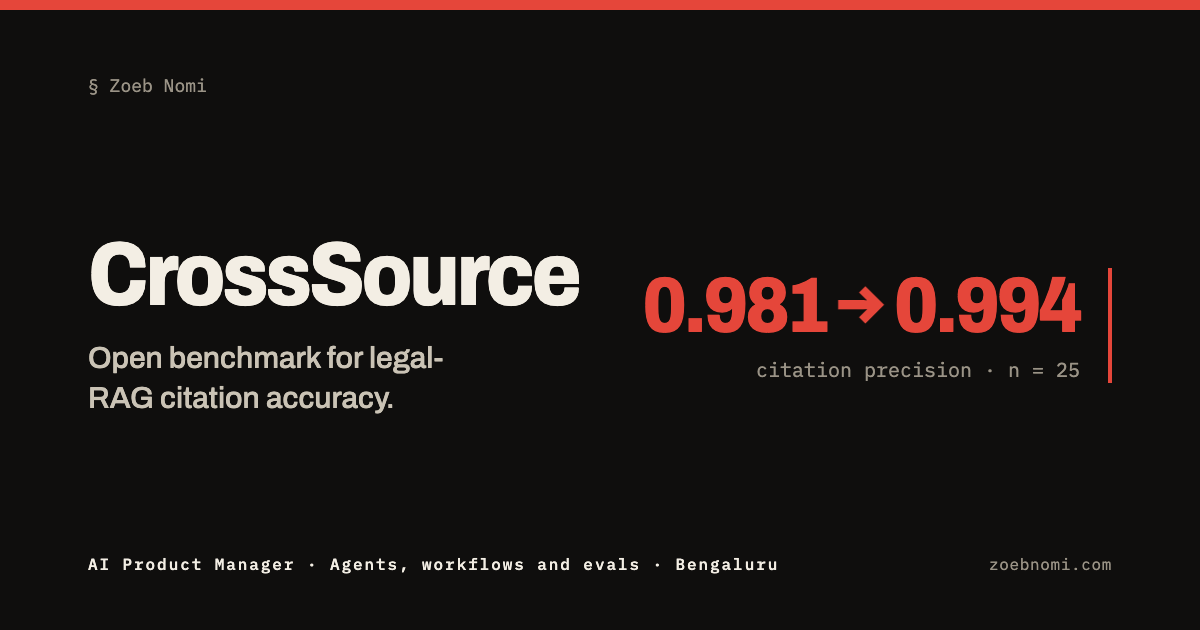 § Zoeb Nomi
CrossSource
Open benchmark for legal-
RAG citation accuracy.
0.981→0.994
citation precision · n = 25
AI Product Manager · Agents, workflows and evals · Bengaluru
zoebnomi.com